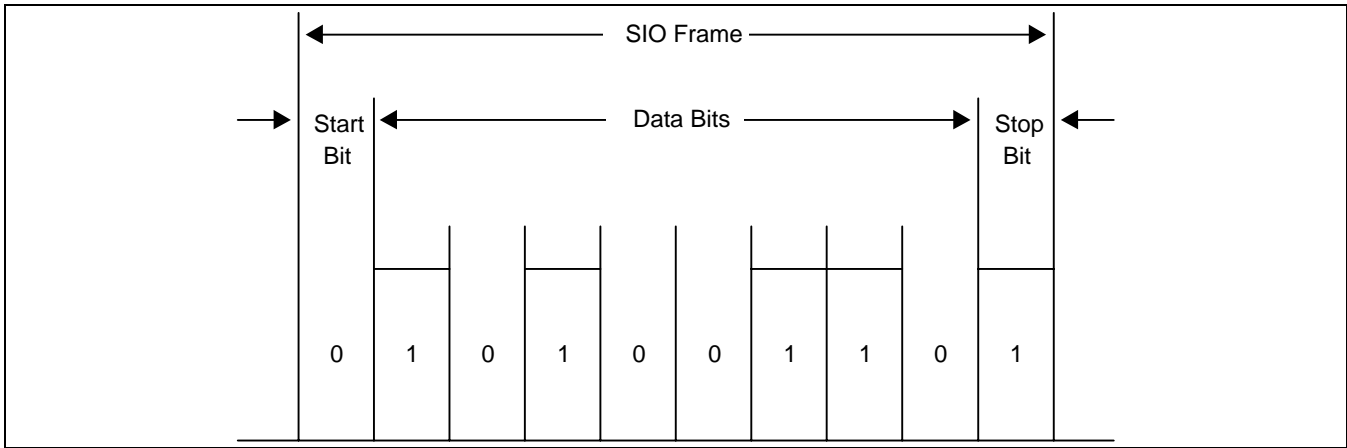 SIO Frame
Start Bit
Data Bits
Stop Bit
0 1 0 1 0 0 1 1 0 1